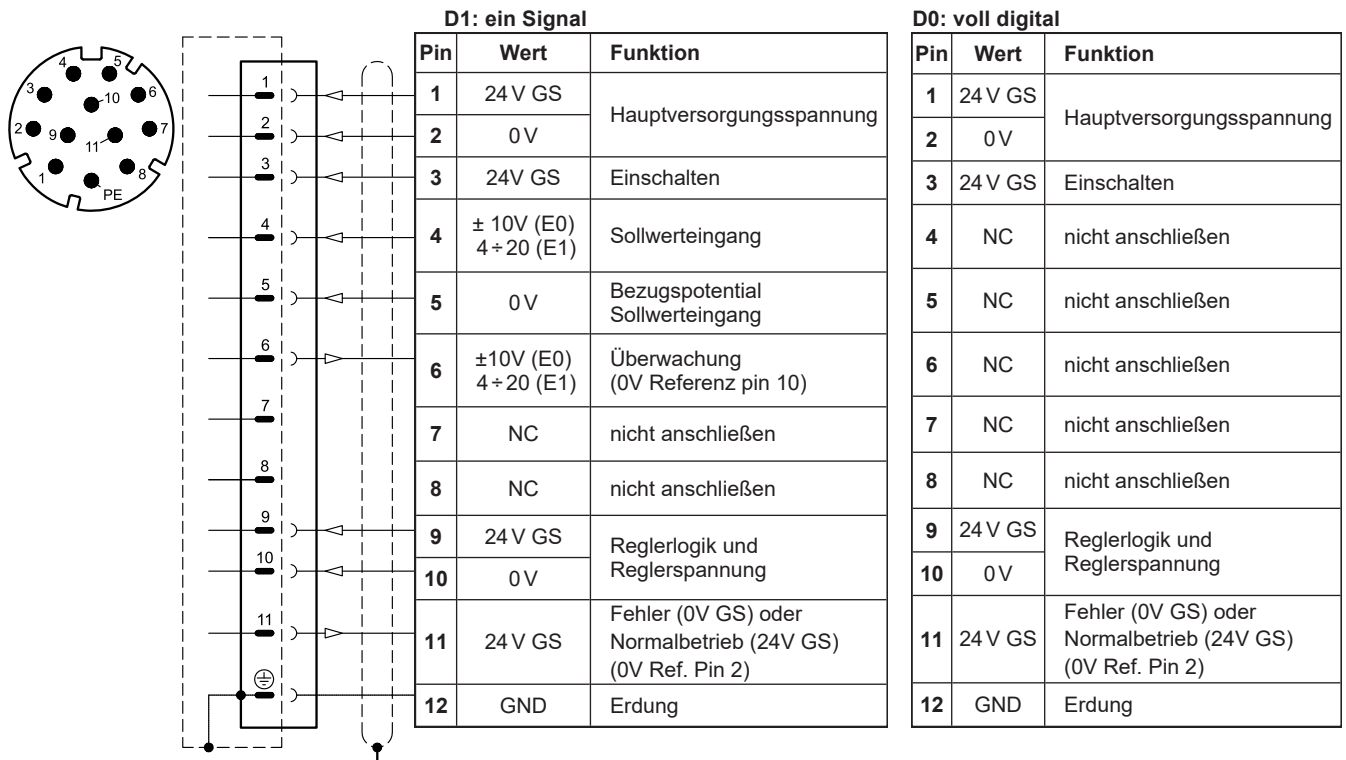 4
5
3
10
6
2
9
11
7
1
8
PE
1
2
3
4
5
6
7
8
9
10
11
D1: ein Signal
Pin Wert Funktion
1 24 V GS Hauptversorgungsspannung
2 0 V
3 24V GS Einschalten
4 ± 10V (E0) Sollwerteingang
4÷20 (E1)
5 0 V Bezugspotential
Sollwerteingang
6 ±10V (E0) Überwachung
4÷20 (E1) (0V Referenz pin 10)
7 NC nicht anschließen
8 NC nicht anschließen
9 24 V GS Reglerlogik und
10 0 V Reglerspannung
11 24 V GS Fehler (0V GS) oder
Normalbetrieb (24V GS)
(0V Ref. Pin 2)
12 GND Erdung
D0: voll digital
Pin Wert Funktion
1 24 V GS Hauptversorgungsspannung
2 0 V
3 24 V GS Einschalten
4 NC nicht anschließen
5 NC nicht anschließen
6 NC nicht anschließen
7 NC nicht anschließen
8 NC nicht anschließen
9 24 V GS Reglerlogik und
10 0 V Reglerspannung
11 24 V GS Fehler (0V GS) oder
Normalbetrieb (24V GS)
(0V Ref. Pin 2)
12 GND Erdung